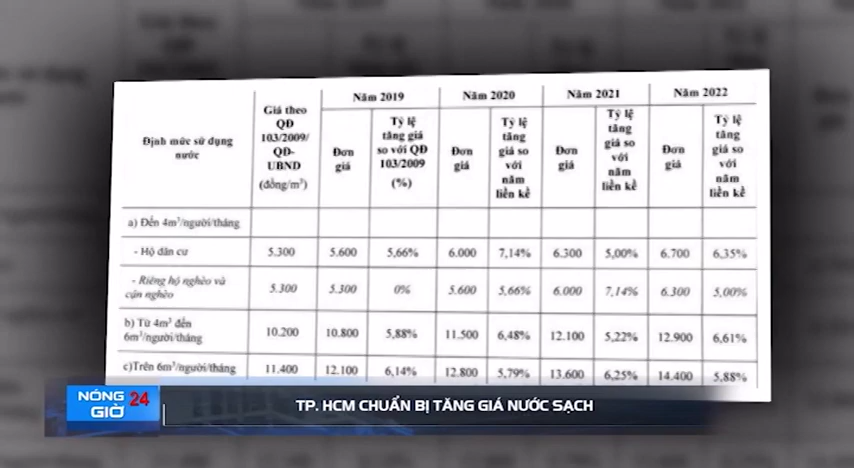 Định mức sử dụng nước
Giá theo QĐ 103/2009/QĐ-UBND (đồng/m³)
Năm 2019
Năm 2020
Năm 2021
Năm 2022
Đơn giá
Tỷ lệ tăng giá so với QĐ 103/2009 (%)
Đơn giá
Tỷ lệ tăng giá so với năm liền kề
Đơn giá
Tỷ lệ tăng giá so với năm liền kề
Đơn giá
Tỷ lệ tăng giá so với năm liền kề
a) Đến 4m³/người/tháng
- Hộ dân cư 5.300 5.600 5,66% 6.000 7,14% 6.300 5,00% 6.700 6,35%
- Riêng hộ nghèo và cận nghèo 5.300 5.300 0% 5.600 5,66% 6.000 7,14% 6.300 5,00%
b) Từ 4m³ đến 6m³/người/tháng 10.200 10.800 5,88% 11.500 6,48% 12.100 5,22% 12.900 6,61%
c)Trên 6m³/người/tháng 11.400 12.100 6,14% 12.800 5,79% 13.600 6,25% 14.400 5,88%
NÓNG 24 GIỜ
TP. HCM CHUẨN BỊ TĂNG GIÁ NƯỚC SẠCH